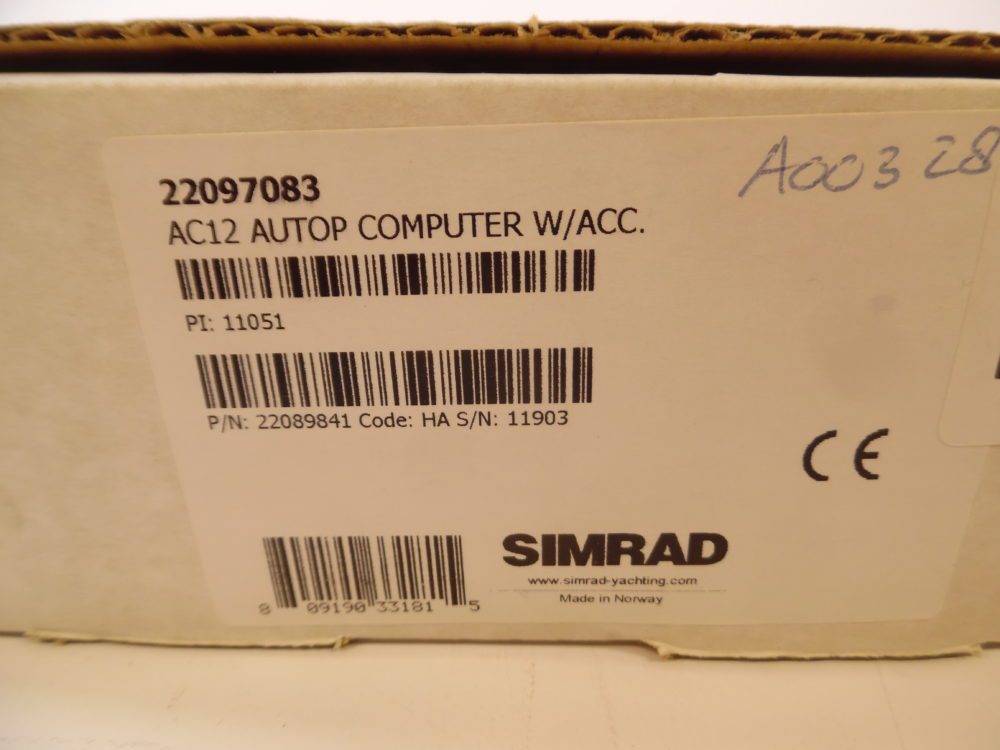 A00328
22097083
AC12 AUTOP COMPUTER W/ACC.
PI: 11051
P/N: 22089841 Code: HA S/N: 11903
CE
8 09190 33181 5
SIMRAD
www.simrad-yachting.com
Made in Norway